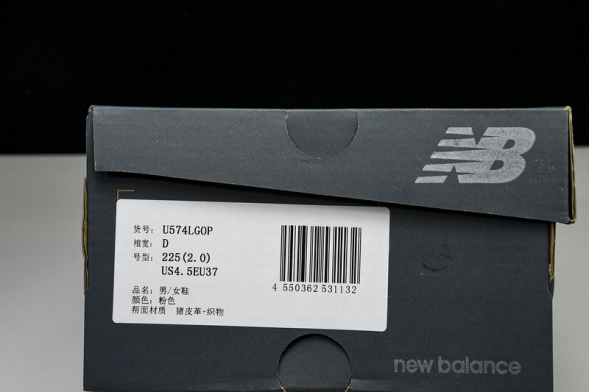 NB
货号: U574LGOP
楦宽: D
号型: 225(2.0)
US4.5EU37
品名: 男/女鞋
颜色: 粉色
帮面材质 猪皮革+织物
4 550362 531132
new balance